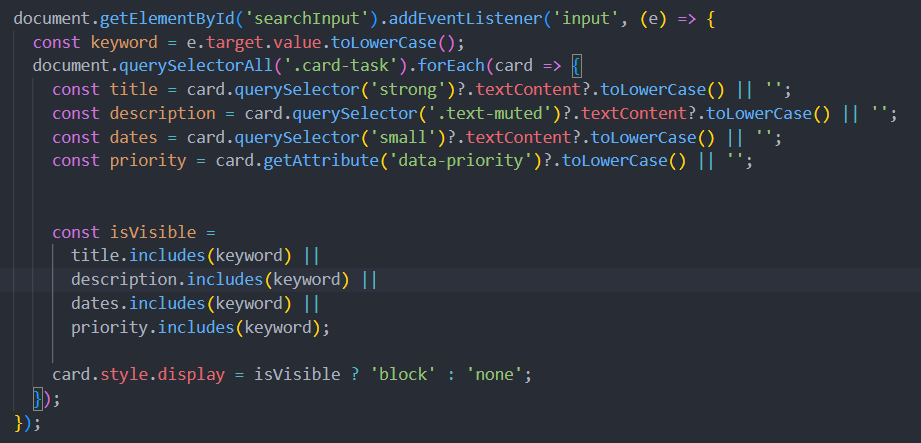 document.getElementById('searchInput').addEventListener('input', (e) => {
  const keyword = e.target.value.toLowerCase();
  document.querySelectorAll('.card-task').forEach(card => {
    const title = card.querySelector('strong')?.textContent?.toLowerCase() || '';
    const description = card.querySelector('.text-muted')?.textContent?.toLowerCase() || '';
    const dates = card.querySelector('small')?.textContent?.toLowerCase() || '';
    const priority = card.getAttribute('data-priority')?.toLowerCase() || '';
    const isVisible =
      title.includes(keyword) ||
      description.includes(keyword) ||
      dates.includes(keyword) ||
      priority.includes(keyword);
    card.style.display = isVisible ? 'block' : 'none';
  });
});